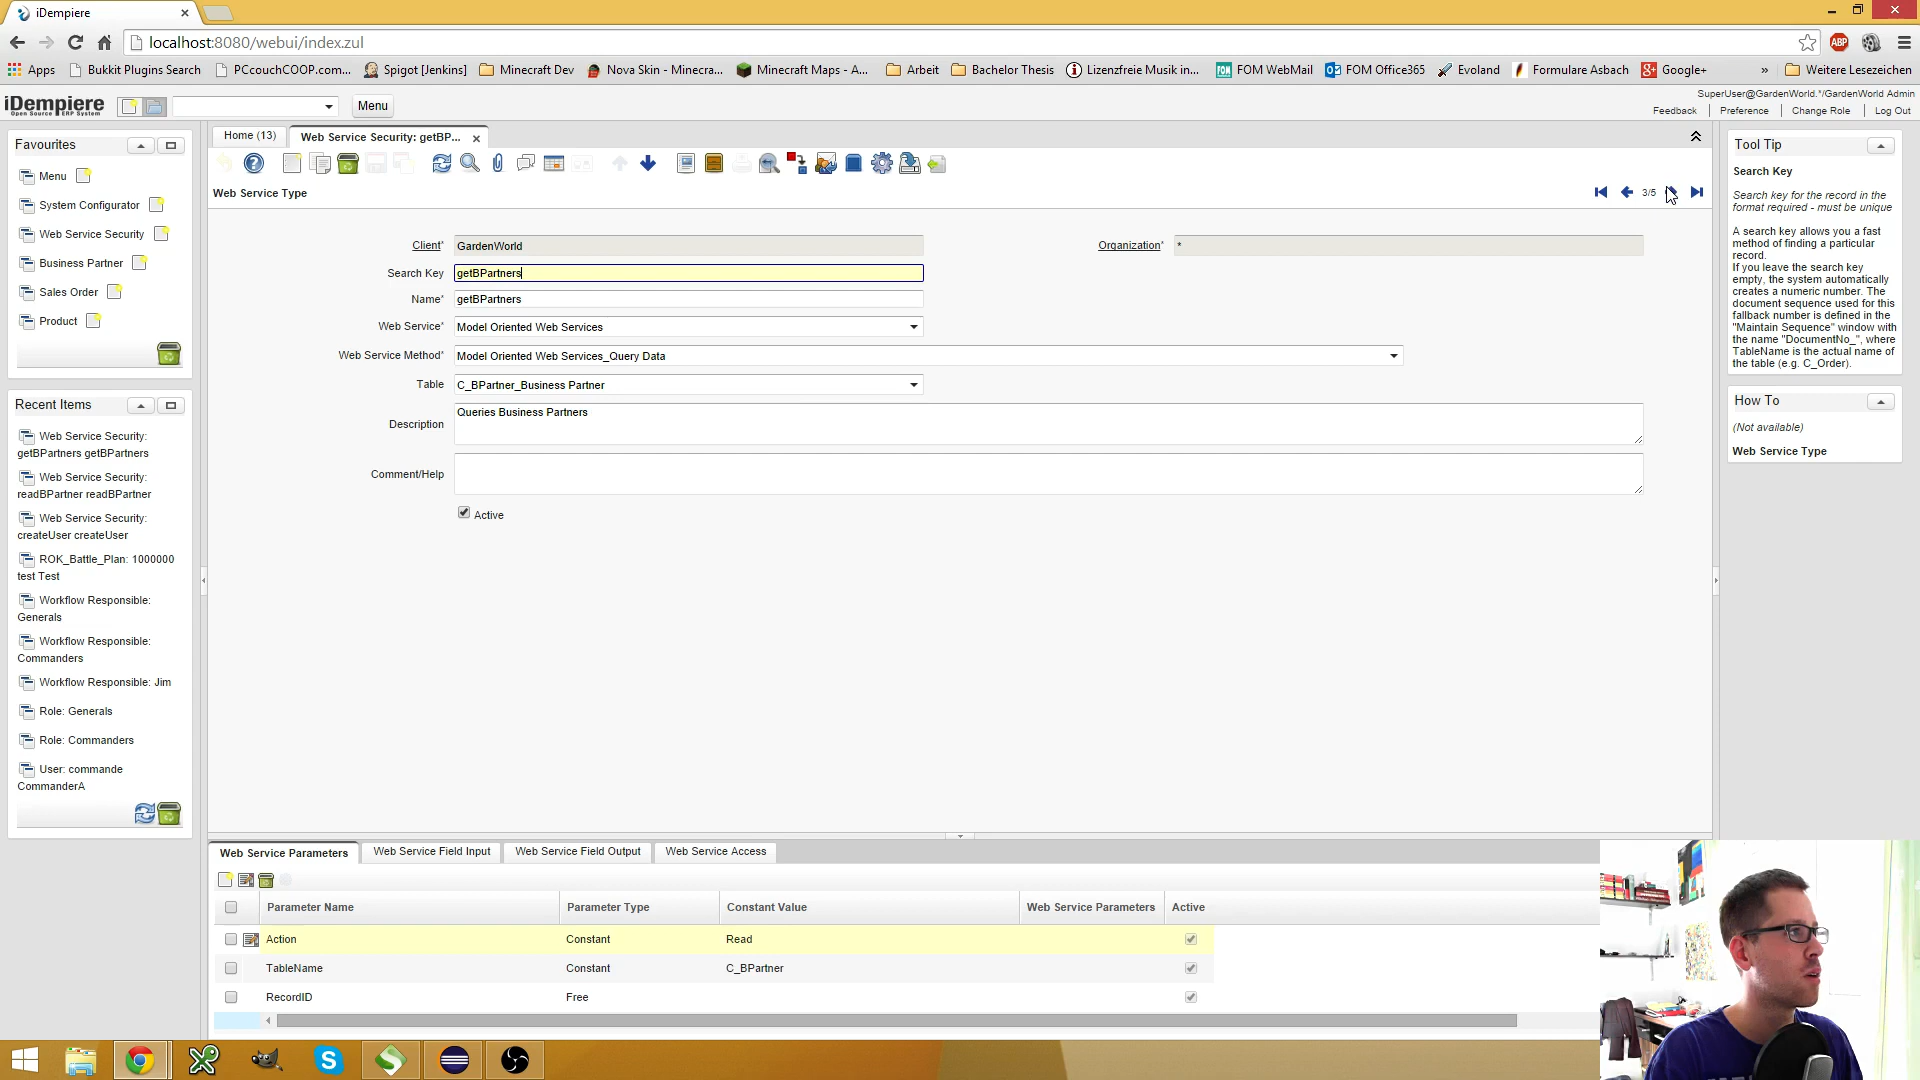 iDempiere
localhost:8080/webui/index.zul
ABP
Apps
Bukkit Plugins Search
PCcouchCOOP.com...
Spigot [Jenkins]
Minecraft Dev
Nova Skin - Minecra...
Minecraft Maps - A...
Arbeit
Bachelor Thesis
Lizenzfreie Musik in...
FOM WebMail
FOM Office365
Evoland
Formulare Asbach
Google+
»
Weitere Lesezeichen
iDempiere
Open Source ERP System
Menu
SuperUser@GardenWorld.*/GardenWorld Admin
Feedback | Preference | Change Role | Log Out
Favourites
Menu
System Configurator
Web Service Security
Business Partner
Sales Order
Product
Recent Items
Web Service Security:
getBPartners getBPartners
Web Service Security:
readBPartner readBPartner
Web Service Security:
createUser createUser
ROK_Battle_Plan: 1000000
test Test
Workflow Responsible:
Generals
Workflow Responsible:
Commanders
Workflow Responsible: Jim
Role: Generals
Role: Commanders
User: commande
CommanderA
Home (13)
Web Service Security: getBP...
Web Service Type
3/5
Client*
GardenWorld
Organization*
*
Search Key
getBPartners
Name*
getBPartners
Web Service*
Model Oriented Web Services
Web Service Method*
Model Oriented Web Services_Query Data
Table
C_BPartner_Business Partner
Description
Queries Business Partners
Comment/Help
Active
Web Service Parameters
Web Service Field Input
Web Service Field Output
Web Service Access
Parameter Name
Parameter Type
Constant Value
Web Service Parameters
Active
Action
Constant
Read
TableName
Constant
C_BPartner
RecordID
Free
Tool Tip
Search Key
Search key for the record in the
format required - must be unique
A search key allows you a fast
method of finding a particular
record.
If you leave the search key
empty, the system automatically
creates a numeric number. The
document sequence used for this
fallback number is defined in the
"Maintain Sequence" window with
the name "DocumentNo_", where
TableName is the actual name of
the table (e.g. C_Order).
How To
(Not available)
Web Service Type